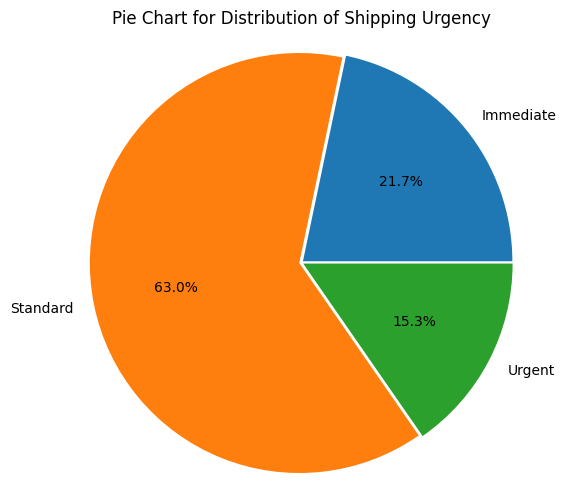 Pie Chart for Distribution of Shipping Urgency
Immediate
21.7%
63.0%
Standard
15.3%
Urgent